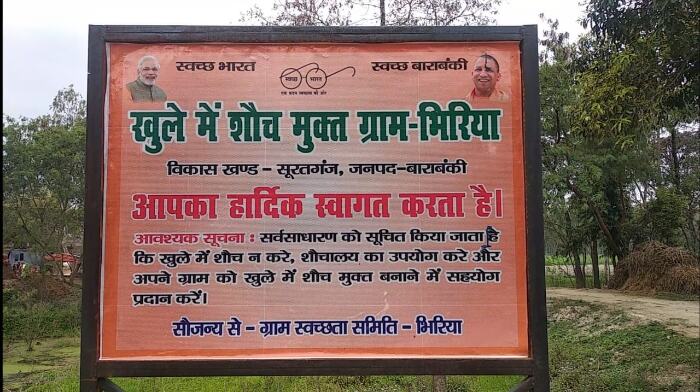 स्वच्छ भारत
स्वच्छ भारत
एक कदम स्वच्छता की ओर
स्वच्छ बाराबंकी
खुले में शौच मुक्त ग्राम-भिरिया
विकास खण्ड - सूरतगंज, जनपद-बाराबंकी
आपका हार्दिक स्वागत करता है।
आवश्यक सूचना : सर्वसाधारण को सूचित किया जाता है
कि खुले में शौच न करे, शौचालय का उपयोग करे और
अपने ग्राम को खुले में शौच मुक्त बनाने में सहयोग
प्रदान करें।
सौजन्य से - ग्राम स्वच्छता समिति - भिरिया